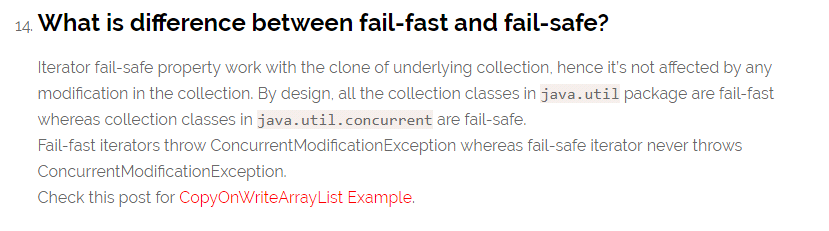 14. What is difference between fail-fast and fail-safe?
Iterator fail-safe property work with the clone of underlying collection, hence it's not affected by any
modification in the collection. By design, all the collection classes in java.util package are fail-fast
whereas collection classes in java.util.concurrent are fail-safe.
Fail-fast iterators throw ConcurrentModificationException whereas fail-safe iterator never throws
ConcurrentModificationException.
Check this post for CopyOnWriteArrayList Example.